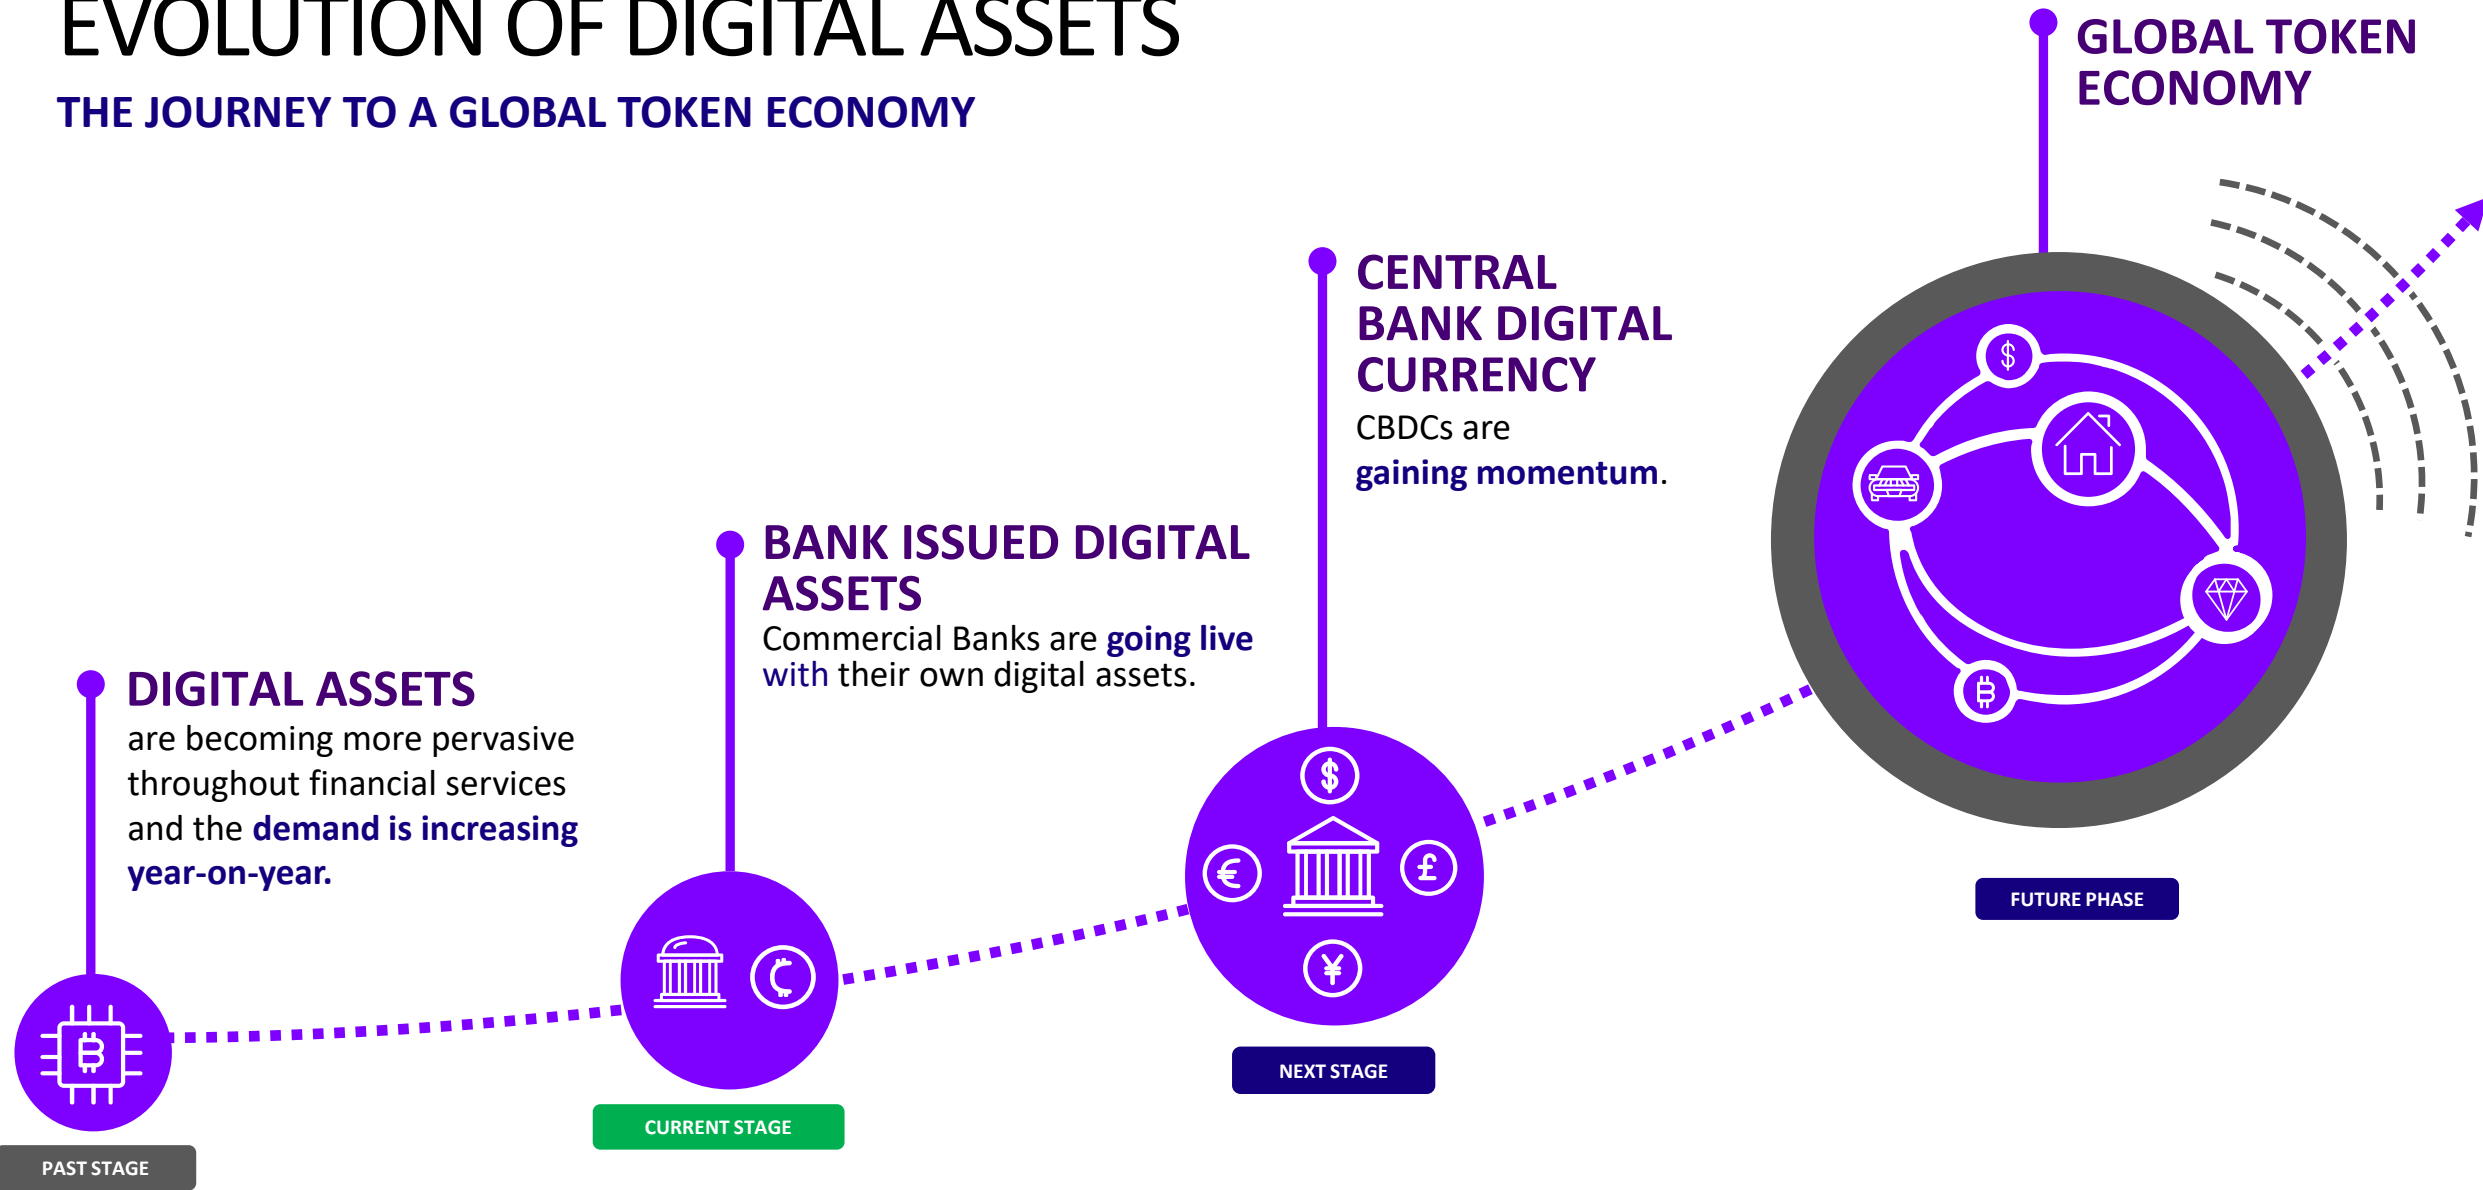 EVOLUTION OF DIGITAL ASSETS
THE JOURNEY TO A GLOBAL TOKEN ECONOMY
DIGITAL ASSETS
are becoming more pervasive
throughout financial services
and the demand is increasing
year-on-year.
PAST STAGE
BANK ISSUED DIGITAL
ASSETS
Commercial Banks are going live
with their own digital assets.
CURRENT STAGE
CENTRAL
BANK DIGITAL
CURRENCY
CBDCs are
gaining momentum.
$
€
£
¥
NEXT STAGE
GLOBAL TOKEN
ECONOMY
$
FUTURE PHASE